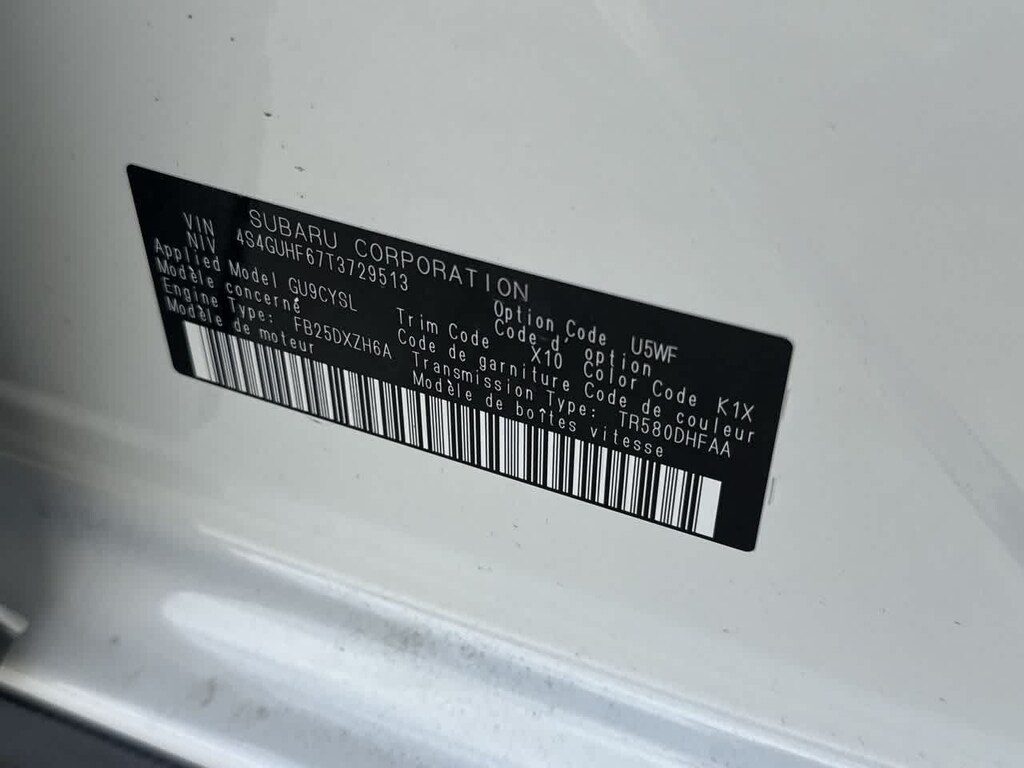 SUBARU CORPORATION
VIN
NIV 4S4GUHF67T3729513
Option Code U5WF
Code d' option
Applied Model GU9CYSL
Modèle concerné
Trim Code X10 Color Code K1X
Code de garniture Code de couleur
Engine Type: FB25DXZH6A
Modèle de moteur
Transmission Type: TR580DHFAA
Modèle de boîtes vitesse